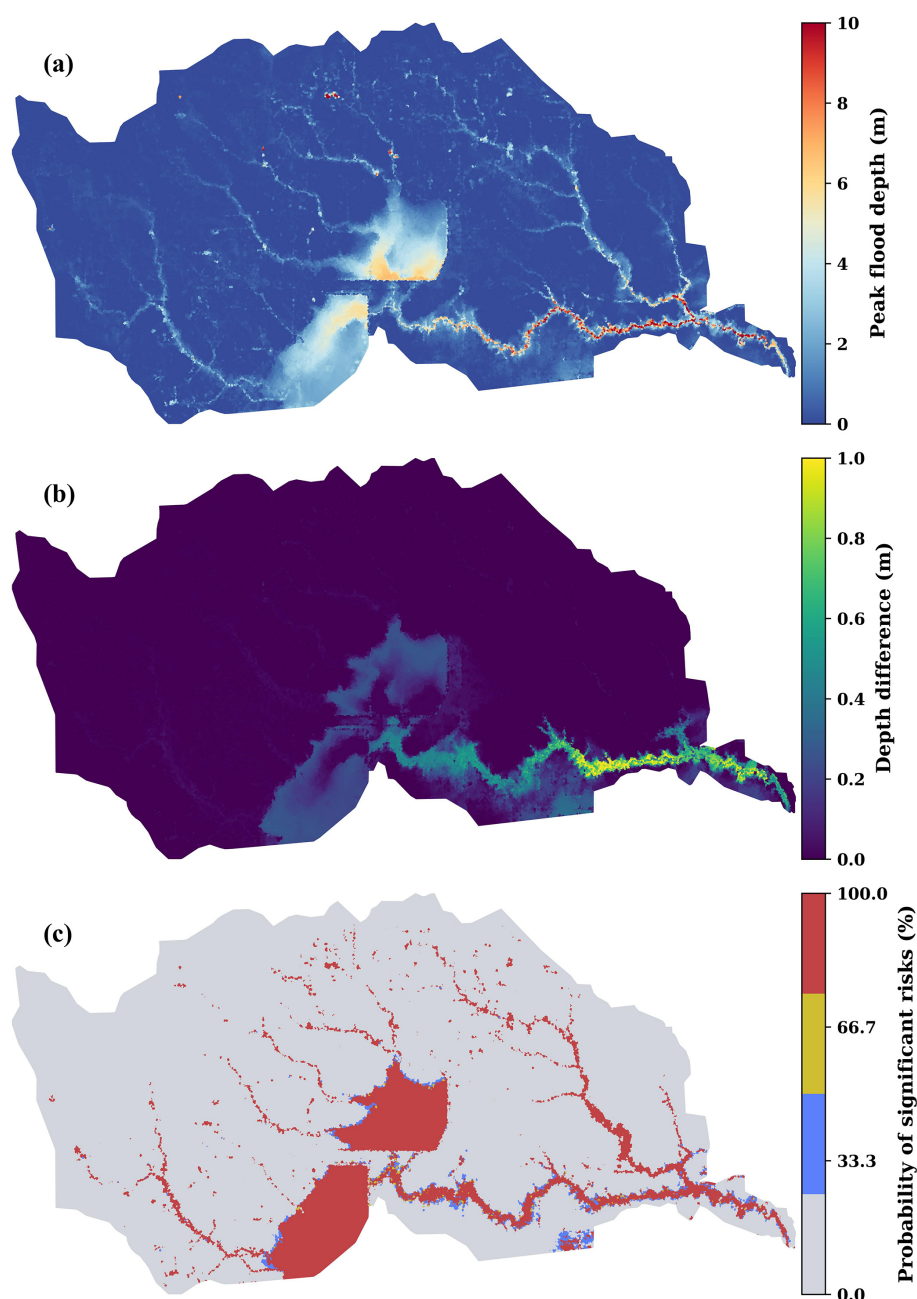 (a)
10
8
6
4
2
0
Peak flood depth (m)
(b)
1.0
0.8
0.6
0.4
0.2
0.0
Depth difference (m)
(c)
100.0
66.7
33.3
0.0
Probability of significant risks (%)